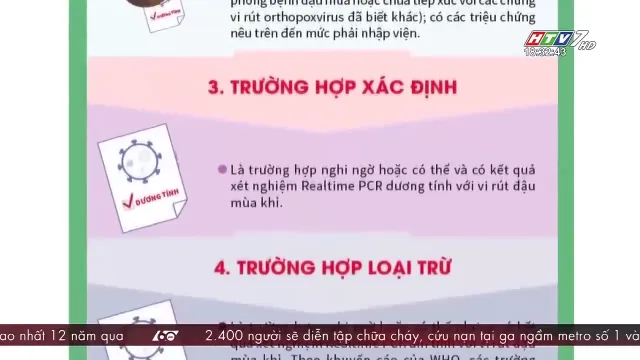 phòng bệnh đậu mùa hoặc chưa tiếp xúc với các chủng
vi rút orthopoxvirus đã biết khác); có các triệu chứng
nêu trên đến mức phải nhập viện.
DƯƠNG TÍNH
HTV7 HD
18:32:43
3. TRƯỜNG HỢP XÁC ĐỊNH
Là trường hợp nghi ngờ hoặc có thể và có kết quả
xét nghiệm Realtime PCR dương tính với vi rút đậu
mùa khỉ.
DƯƠNG TÍNH
4. TRƯỜNG HỢP LOẠI TRỪ
ao nhất 12 năm qua
2.400 người sẽ diễn tập chữa cháy, cứu nạn tại ga ngầm metro số 1 và
mùa khỉ. Theo khuyến cáo của WHO, các trường